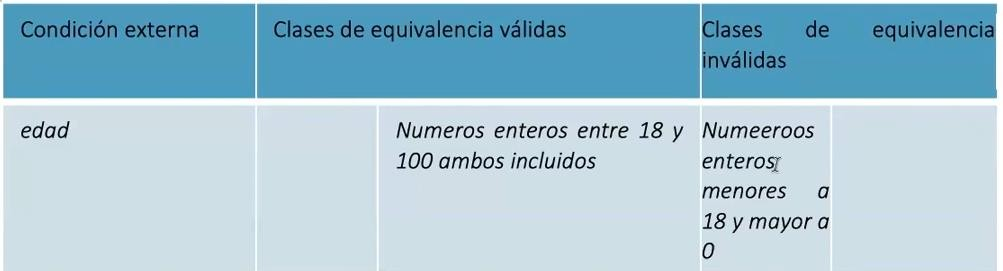 Condición externa
Clases de equivalencia válidas
Clases de equivalencia
inválidas
edad
Numeros enteros entre 18 y
100 ambos incluidos
Numeeroos
enteros
menores a
18 y mayor a
0